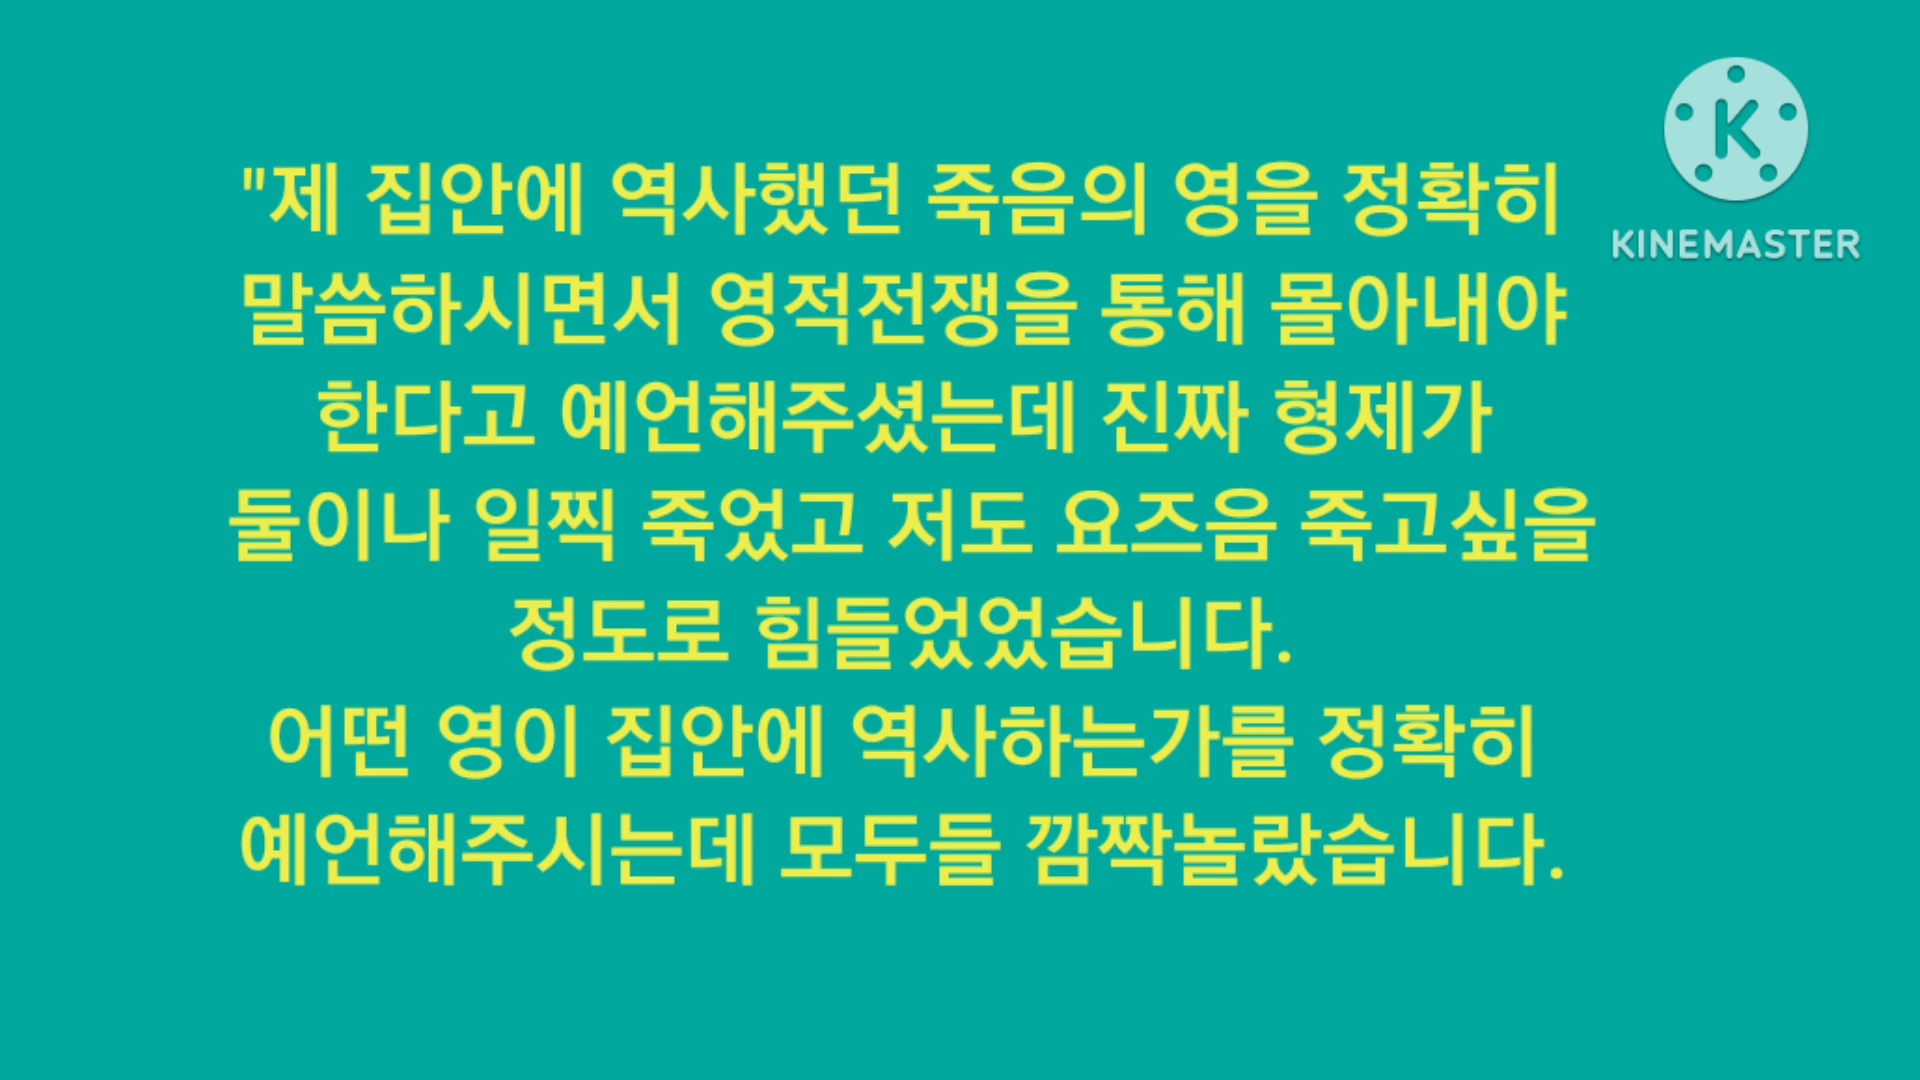 "제 집안에 역사했던 죽음의 영을 정확히
말씀하시면서 영적전쟁을 통해 몰아내야
한다고 예언해주셨는데 진짜 형제가
둘이나 일찍 죽었고 저도 요즈음 죽고싶을
정도로 힘들었었습니다.
어떤 영이 집안에 역사하는가를 정확히
예언해주시는데 모두들 깜짝놀랐습니다.
K
KINEMASTER